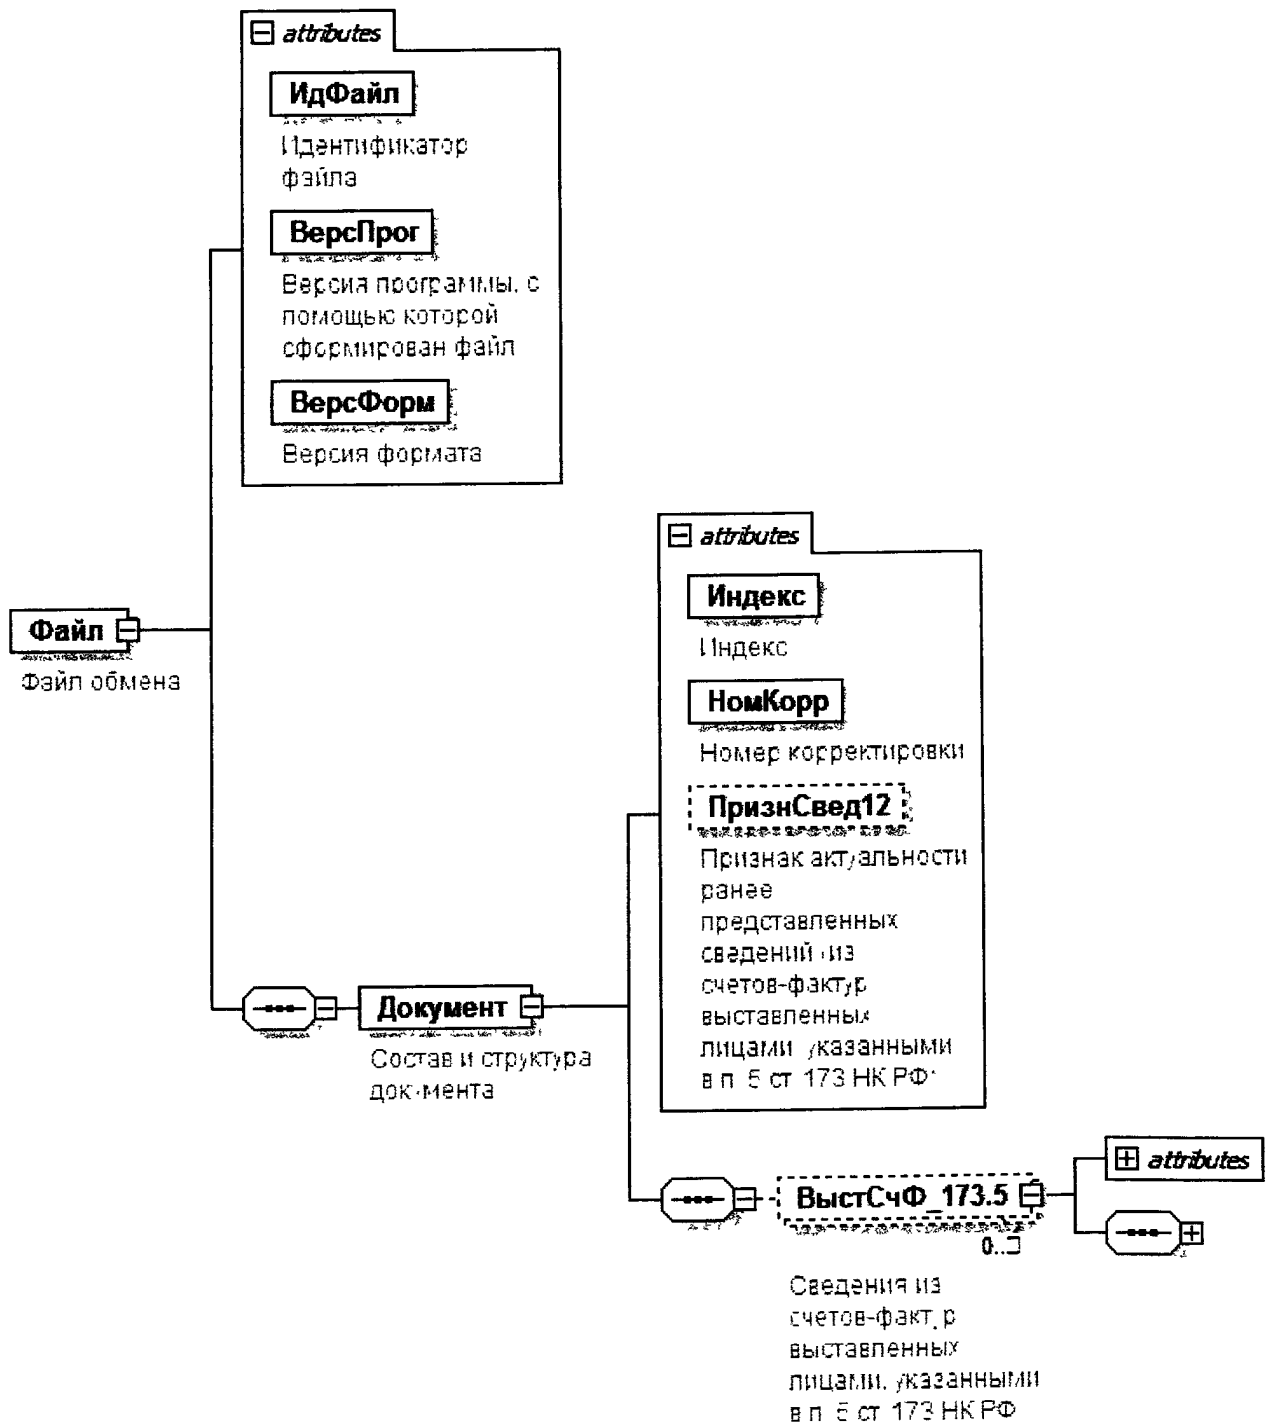 attributes
ИдФайл
Идентификатор
файла
ВерсПрог
Версия программы, с
помощью которой
сформирован файл
ВерсФорм
Версия формата
attributes
Индекс
Индекс
НомКорр
Номер корректировки
ПризнСвед12
Признак актуальности
ранее
представленных
сведений из
счетов-фактур
выставленных
лицами, указанными
в п. 5 ст. 173 НК РФ
Файл
Файл обмена
Документ
Состав и структура
документа
attributes
ВыстСчФ_173.5
0..
Сведения из
счетов-фактур
выставленных
лицами, указанными
в п. 5 ст. 173 НК РФ